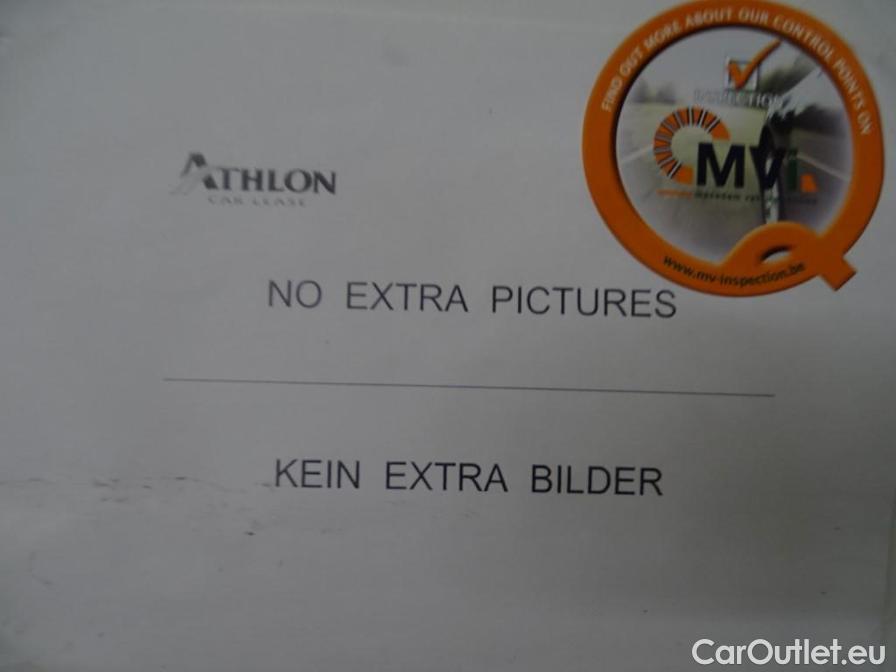 FIND OUT MORE ABOUT OUR CONTROL POINTS ON
INSPECTION
MVi
www.mv-inspection.be
ATHLON
CAR LEASE
NO EXTRA PICTURES
KEIN EXTRA BILDER
CarOutlet.eu